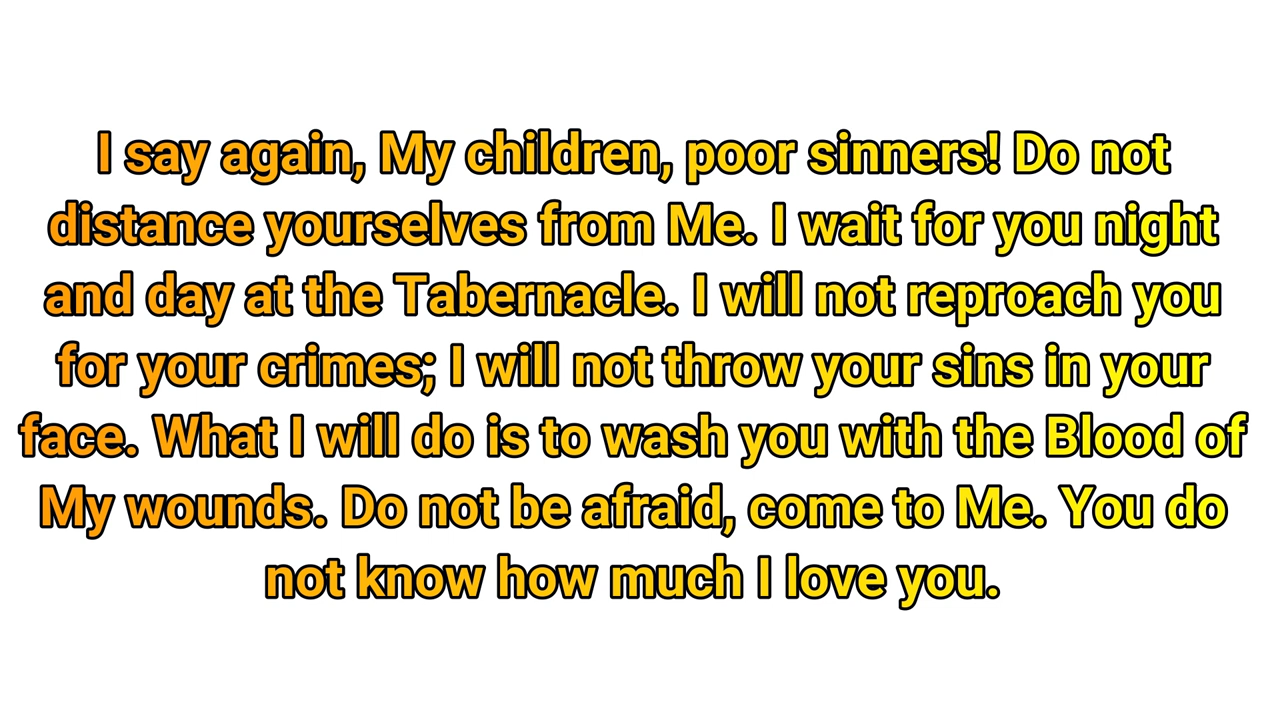 I say again, My children, poor sinners! Do not
distance yourselves from Me. I wait for you night
and day at the Tabernacle. I will not reproach you
for your crimes; I will not throw your sins in your
face. What I will do is to wash you with the Blood of
My wounds. Do not be afraid, come to Me. You do
not know how much I love you.